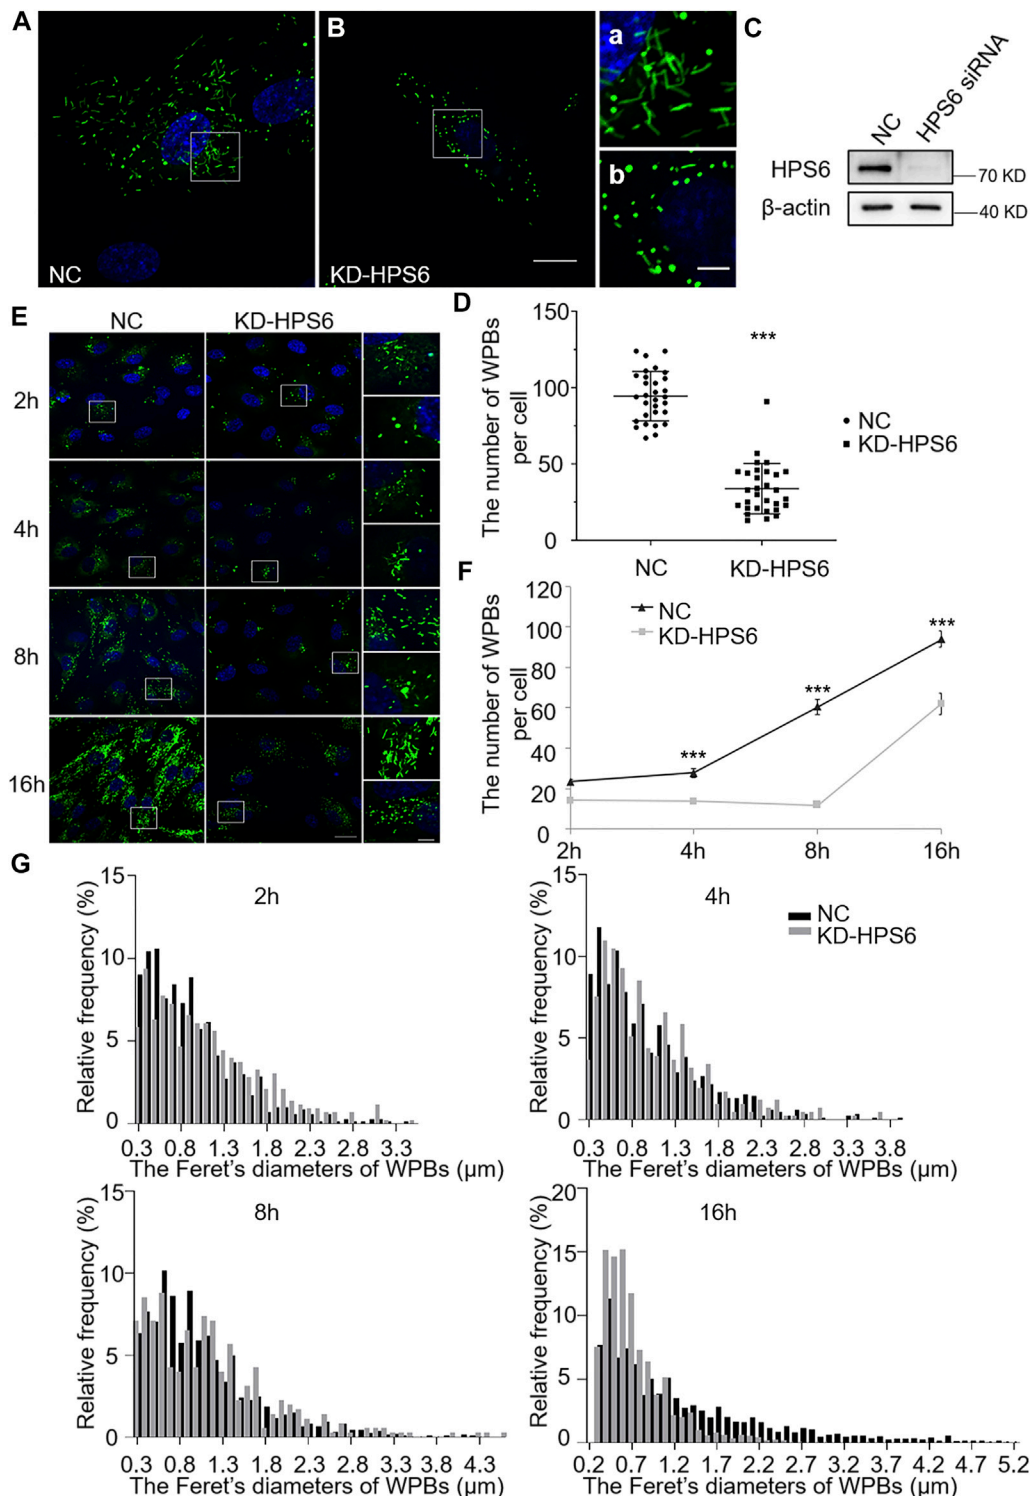 A
NC
B
KD-HPS6
a
b
C
NC
HPS6 siRNA
HPS6
70 KD
β-actin
40 KD
D
The number of WPBs
per cell
150
100
50
0
NC
KD-HPS6
***
NC
KD-HPS6
E
NC
KD-HPS6
2h
4h
8h
16h
F
The number of WPBs
per cell
120
100
80
60
40
20
0
NC
KD-HPS6
***
***
***
2h 4h 8h 16h
G
Relative frequency (%)
15
10
5
0
2h
0.3 0.8 1.3 1.8 2.3 2.8 3.3
The Feret's diameters of WPBs (μm)
Relative frequency (%)
15
10
5
0
4h
NC
KD-HPS6
0.3 0.8 1.3 1.8 2.3 2.8 3.3 3.8
The Feret's diameters of WPBs (μm)
Relative frequency (%)
15
10
5
0
8h
0.3 0.8 1.3 1.8 2.3 2.8 3.3 3.8 4.3
The Feret's diameters of WPBs (μm)
Relative frequency (%)
20
15
10
5
0
16h
0.2 0.7 1.2 1.7 2.2 2.7 3.2 3.7 4.2 4.7 5.2
The Feret's diameters of WPBs (μm)